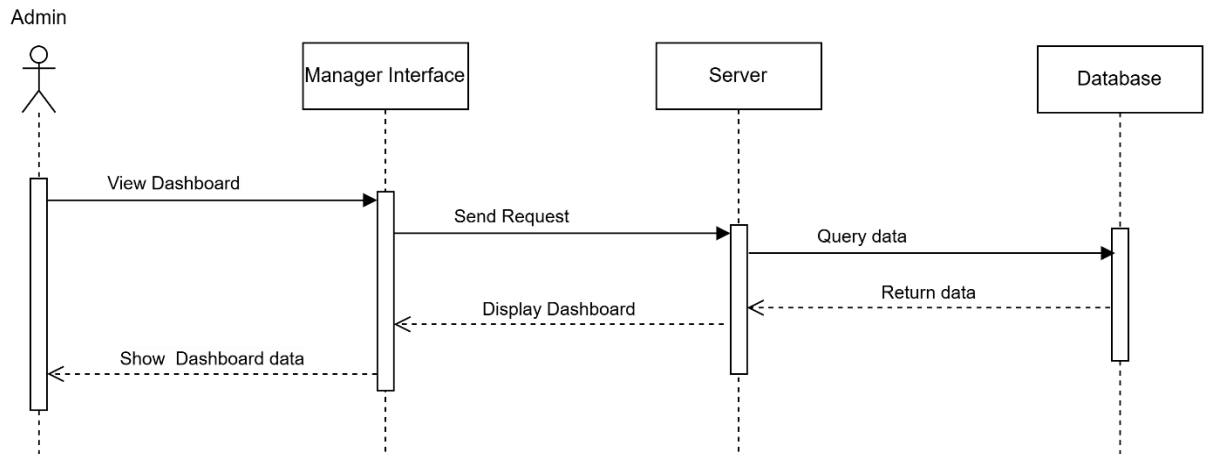 Admin
Manager Interface
Server
Database
View Dashboard
Send Request
Query data
Return data
Display Dashboard
Show  Dashboard data